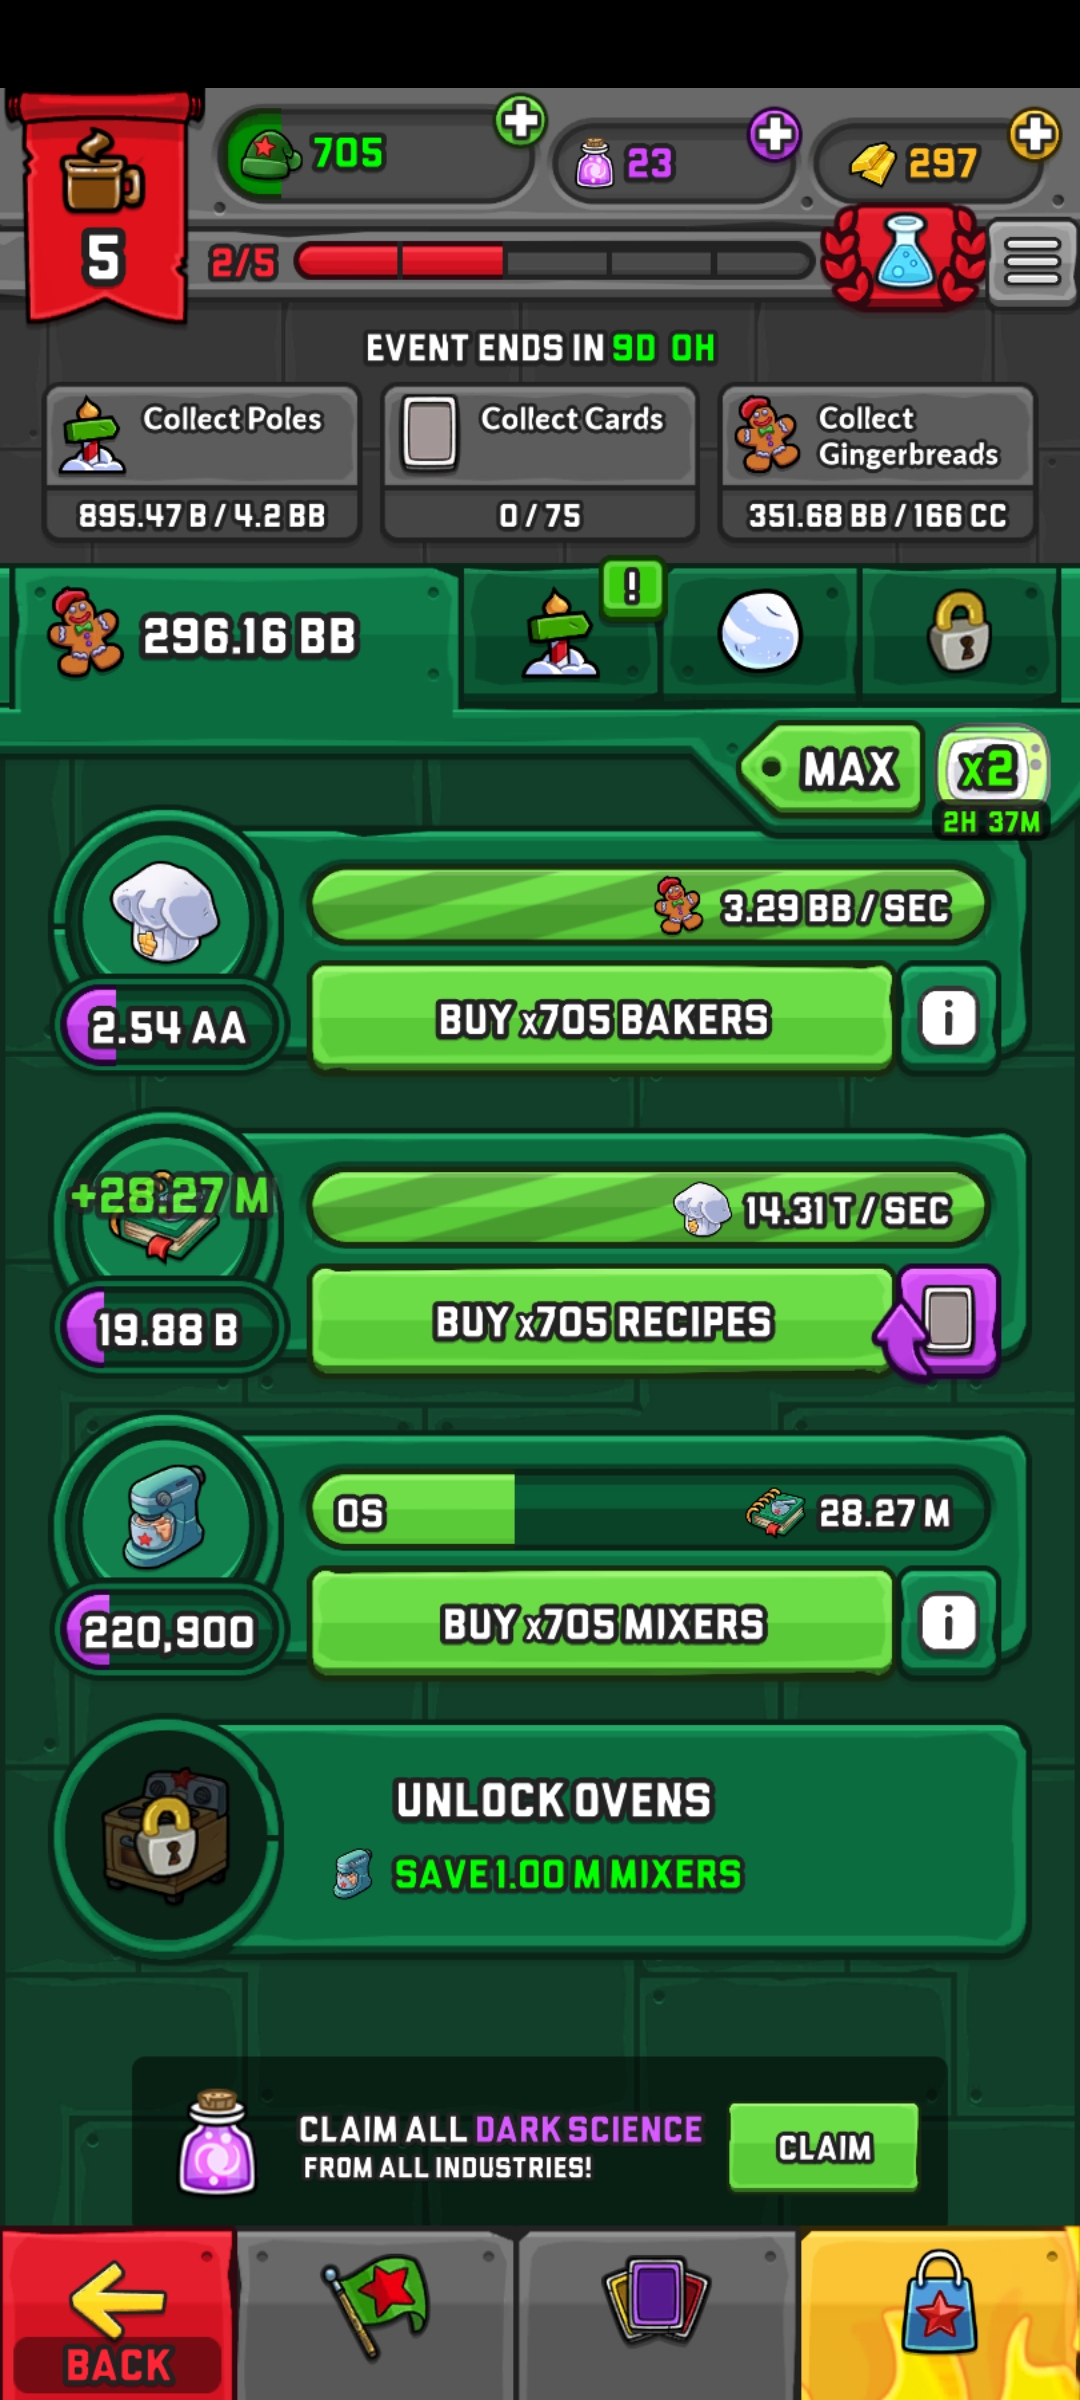 705
23
297
5
2/5
EVENT ENDS IN 9D 0H
Collect Poles
895.47 B / 4.2 BB
Collect Cards
0 / 75
Collect
Gingerbreads
351.68 BB / 166 CC
296.16 BB
!
MAX
x2
2H 37M
3.29 BB / SEC
2.54 AA
BUY x705 BAKERS
i
+28.27 M
14.31 T / SEC
19.88 B
BUY x705 RECIPES
0S
28.27 M
220,900
BUY x705 MIXERS
i
UNLOCK OVENS
SAVE 1.00 M MIXERS
CLAIM ALL DARK SCIENCE
FROM ALL INDUSTRIES!
CLAIM
BACK